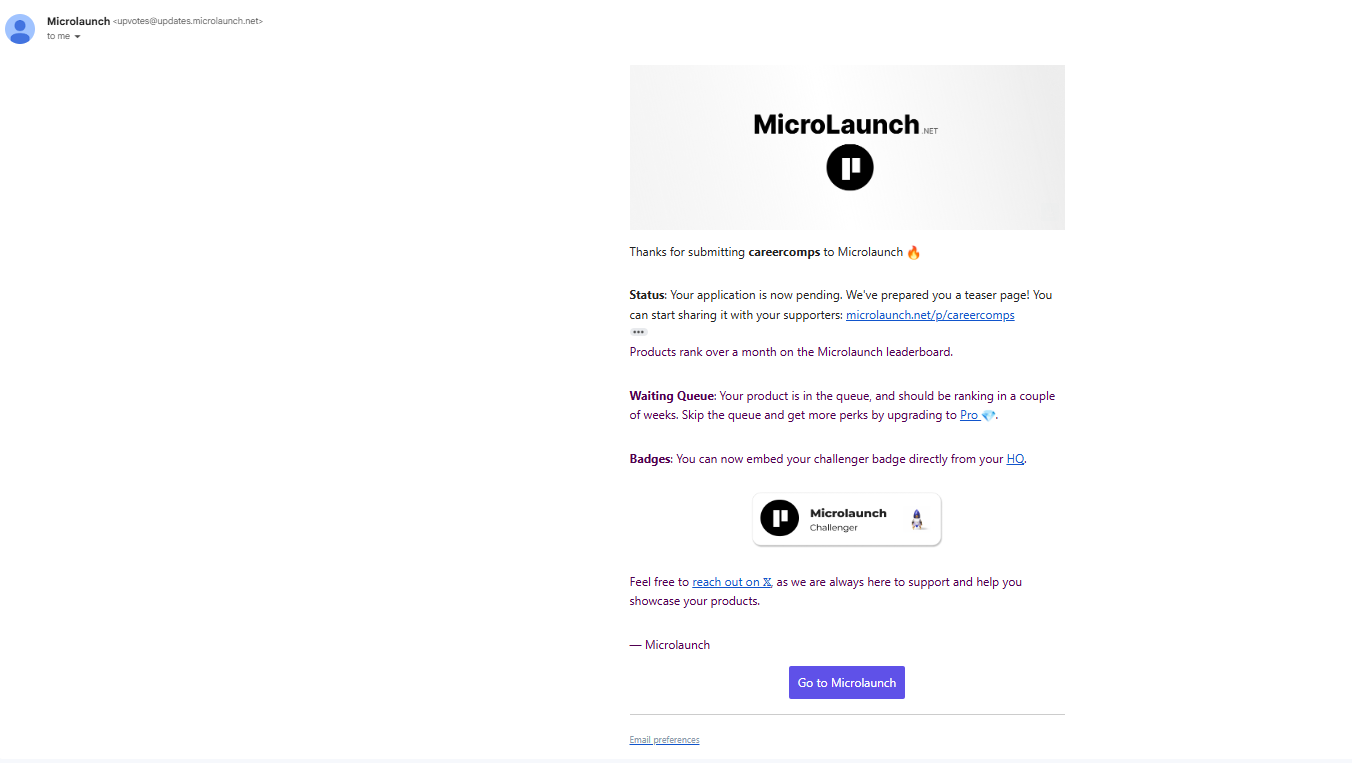 Microlaunch <upvotes@updates.microlaunch.net>
to me
MicroLaunch .NET
Thanks for submitting careercomps to Microlaunch 🔥
Status: Your application is now pending. We've prepared you a teaser page! You
can start sharing it with your supporters: microlaunch.net/p/careercomps
•••
Products rank over a month on the Microlaunch leaderboard.
Waiting Queue: Your product is in the queue, and should be ranking in a couple
of weeks. Skip the queue and get more perks by upgrading to Pro 💎.
Badges: You can now embed your challenger badge directly from your HQ.
Microlaunch
Challenger
Feel free to reach out on 𝕏, as we are always here to support and help you
showcase your products.
— Microlaunch
Go to Microlaunch
Email preferences